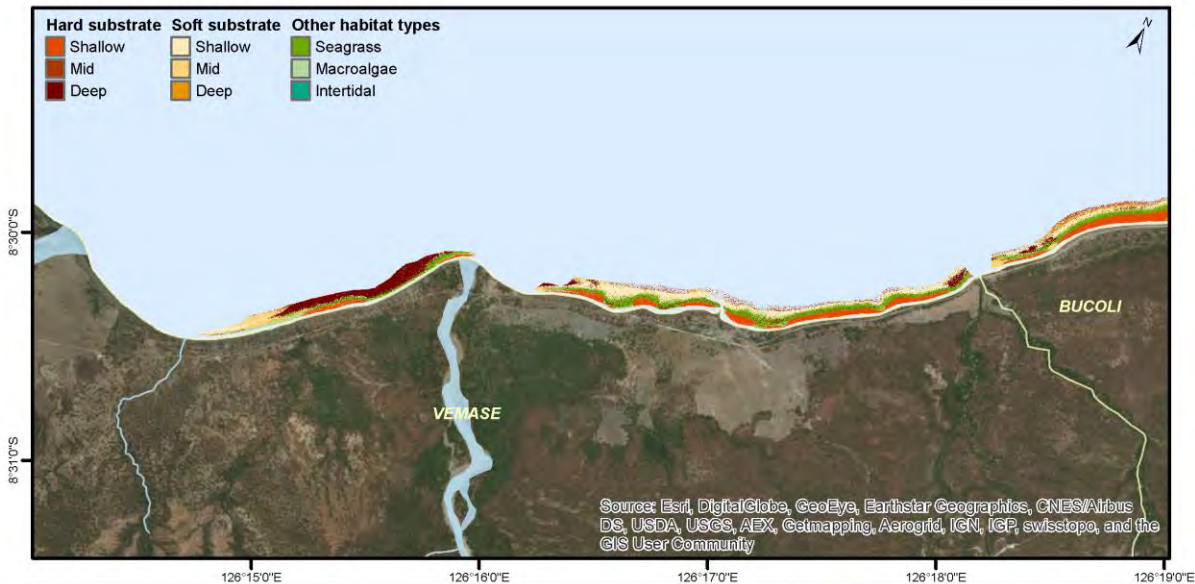 Hard substrate Soft substrate Other habitat types
Shallow Shallow Seagrass
Mid Mid Macroalgae
Deep Deep Intertidal
N
8°30'0"S
BUCOLI
VEMASE
8°31'0"S
Source: Esri, DigitalGlobe, GeoEye, Earthstar Geographics, CNES/Airbus
DS, USDA, USGS, AEX, Getmapping, Aerogrid, IGN, IGP, swisstopo, and the
GIS User Community
126°15'0"E 126°16'0"E 126°17'0"E 126°18'0"E 126°19'0"E